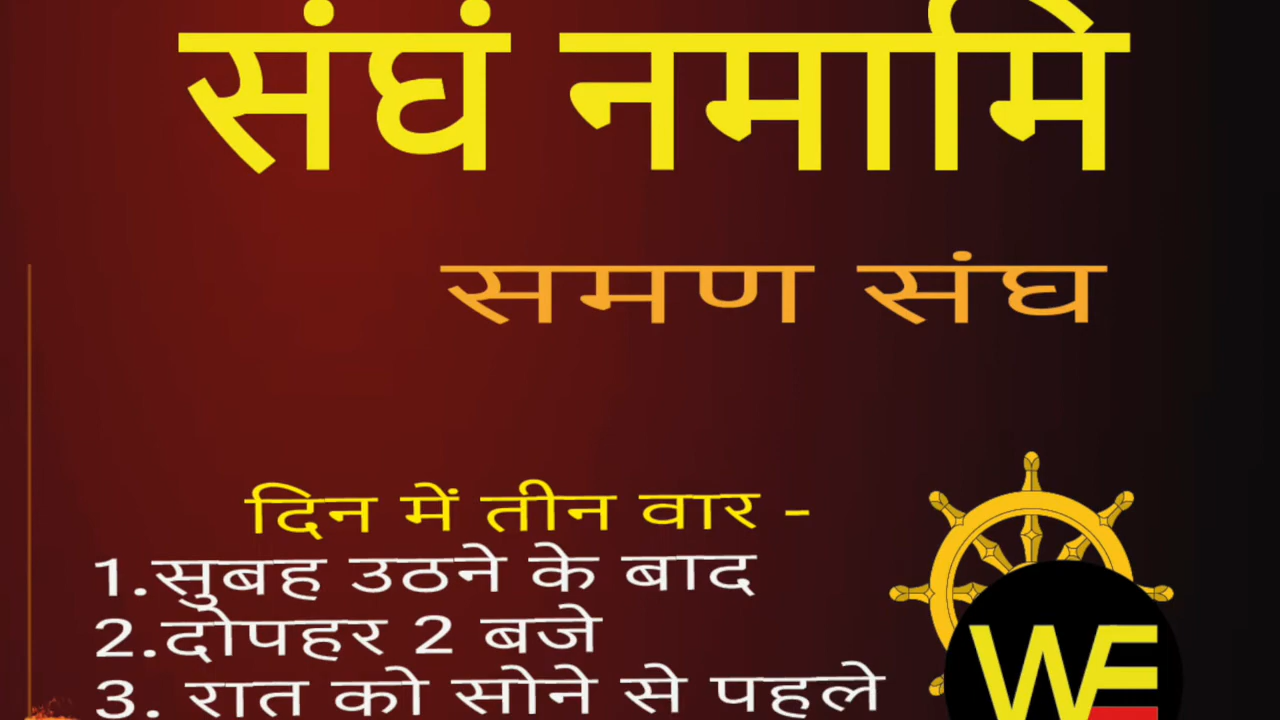 संघं नमामि
समण संघ
दिन में तीन वार -
1.सुबह उठने के बाद
2.दोपहर 2 बजे
3. रात को सोने से पहले
WE